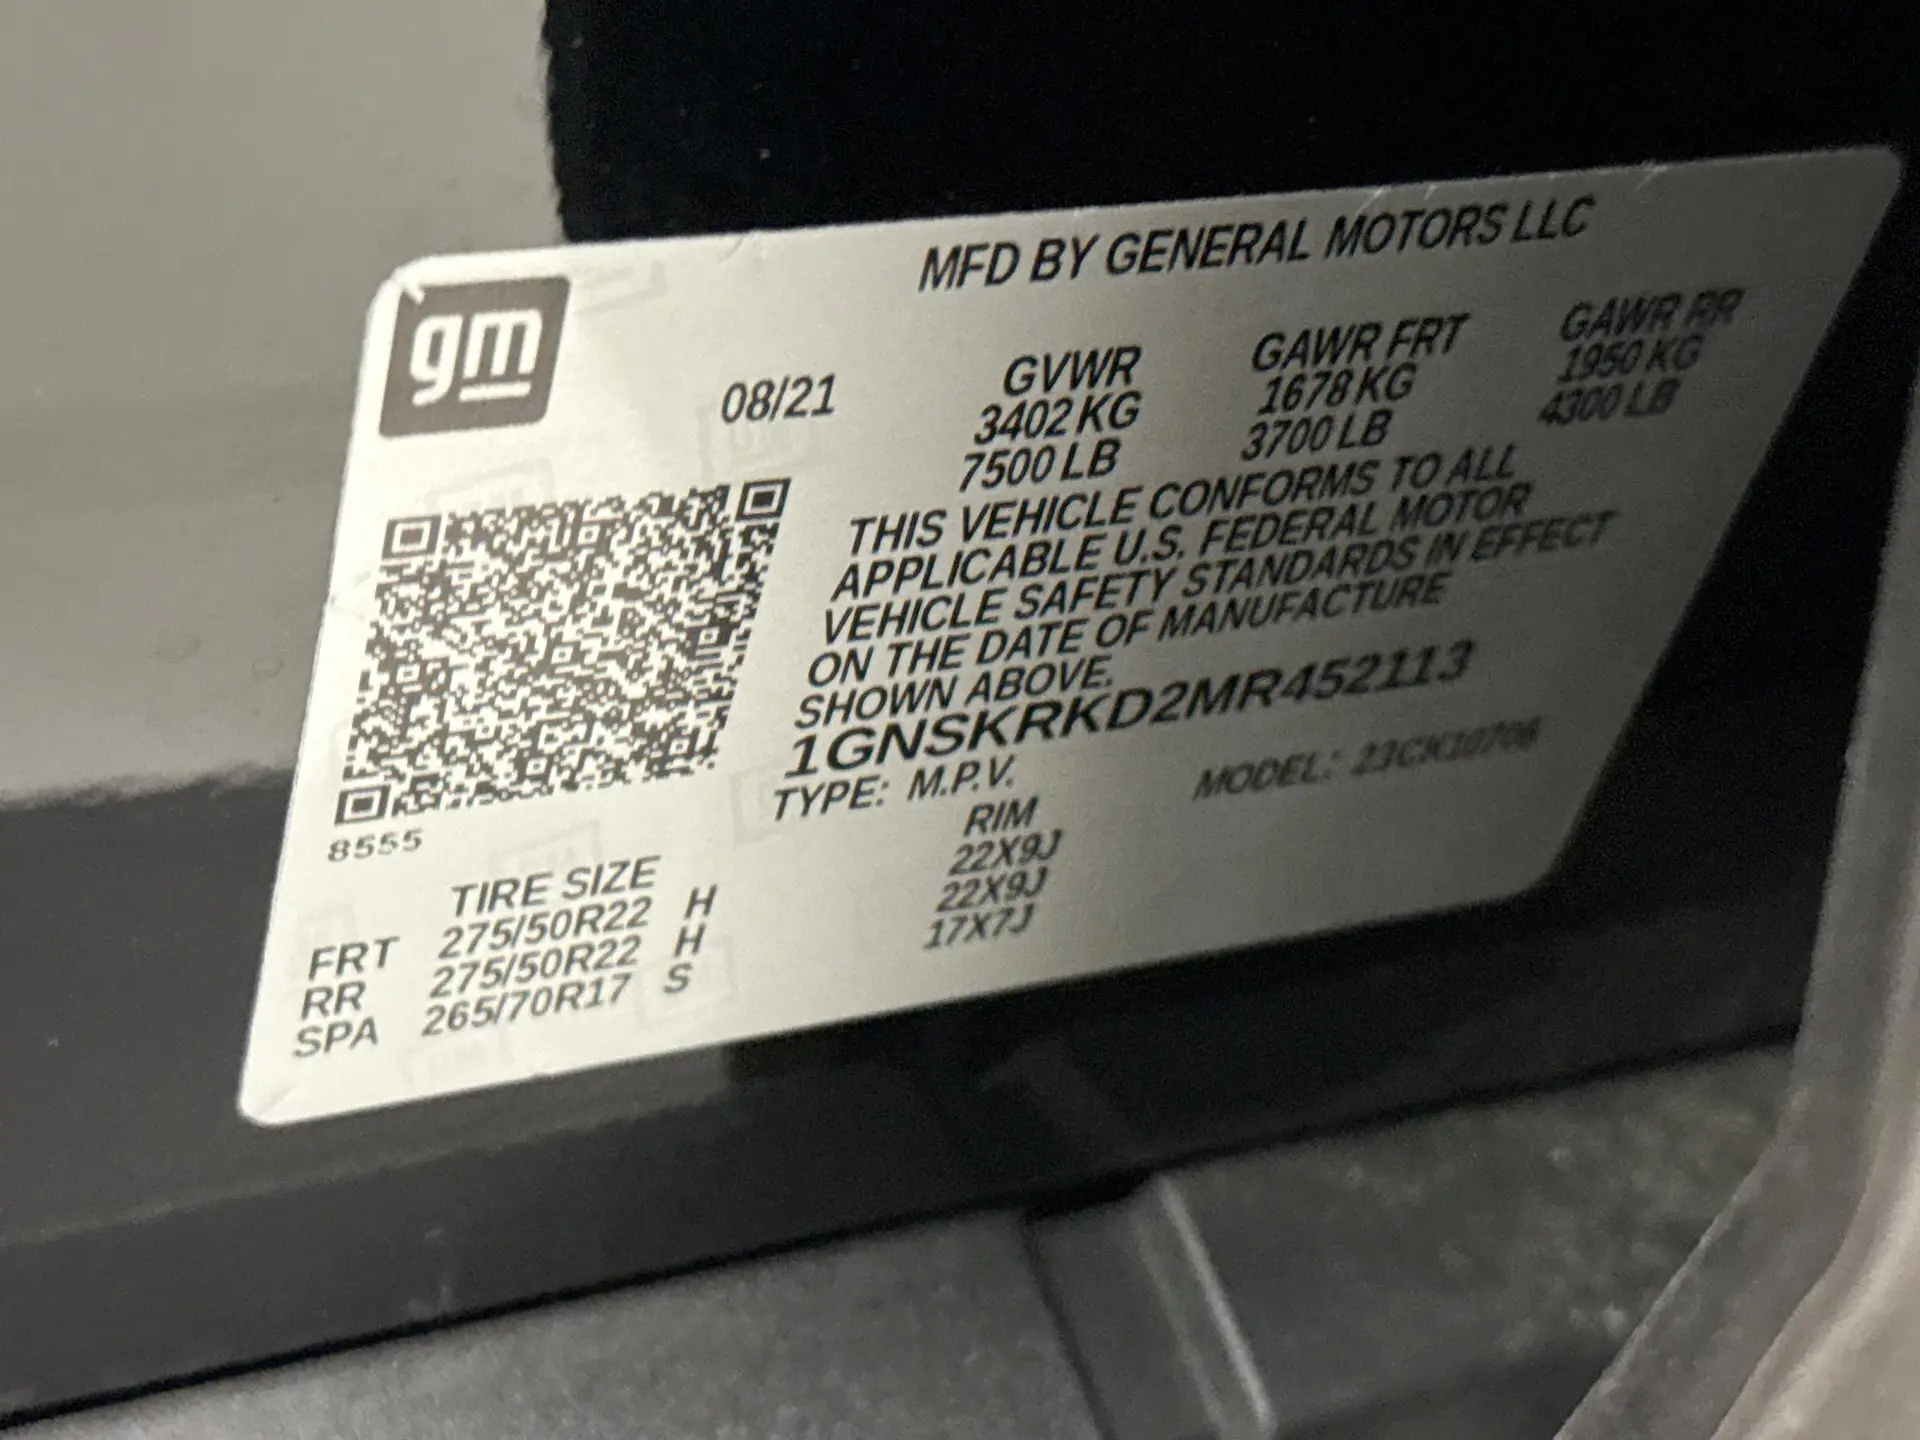 MFD BY GENERAL MOTORS LLC
gm
08/21
GVWR GAWR FRT GAWR RR
3402 KG 1678 KG 1950 KG
7500 LB 3700 LB 4300 LB
THIS VEHICLE CONFORMS TO ALL
APPLICABLE U.S. FEDERAL MOTOR
VEHICLE SAFETY STANDARDS IN EFFECT
ON THE DATE OF MANUFACTURE
SHOWN ABOVE.
1GNSKRKD2MR452113
TYPE: M.P.V. MODEL: 23CK10706
8555
TIRE SIZE RIM
FRT 275/50R22 H 22X9J
RR 275/50R22 H 22X9J
SPA 265/70R17 S 17X7J